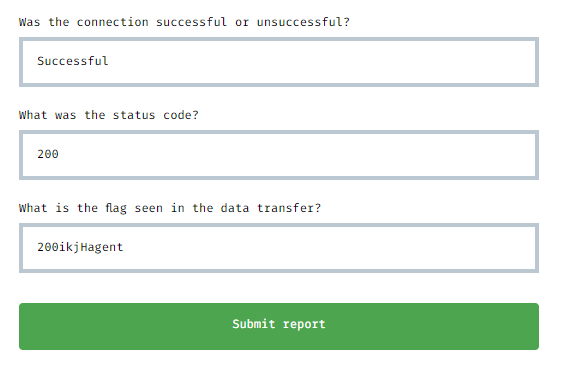 Was the connection successful or unsuccessful?
Successful
What was the status code?
200
What is the flag seen in the data transfer?
200ikjHagent
Submit report